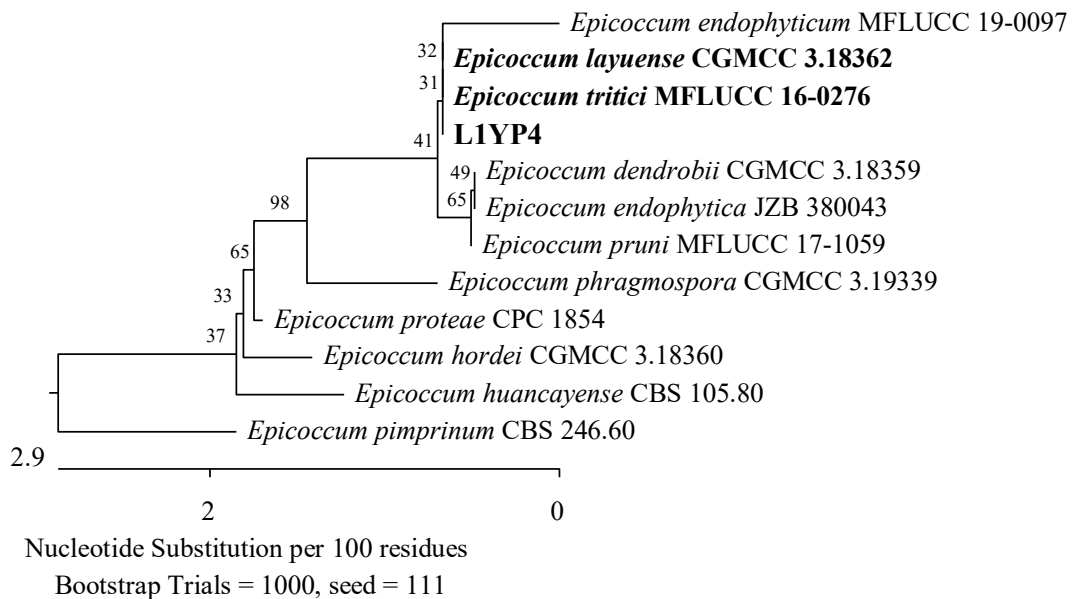 Epicoccum endophyticum MFLUCC 19-0097
32
Epicoccum layuense CGMCC 3.18362
31
Epicoccum tritici MFLUCC 16-0276
L1YP4
41
49
Epicoccum dendrobii CGMCC 3.18359
65
Epicoccum endophytica JZB 380043
98
Epicoccum pruni MFLUCC 17-1059
65
Epicoccum phragmospora CGMCC 3.19339
33
Epicoccum proteae CPC 1854
37
Epicoccum hordei CGMCC 3.18360
Epicoccum huancayense CBS 105.80
Epicoccum pimprinum CBS 246.60
2.9
2 0
Nucleotide Substitution per 100 residues
Bootstrap Trials = 1000, seed = 111